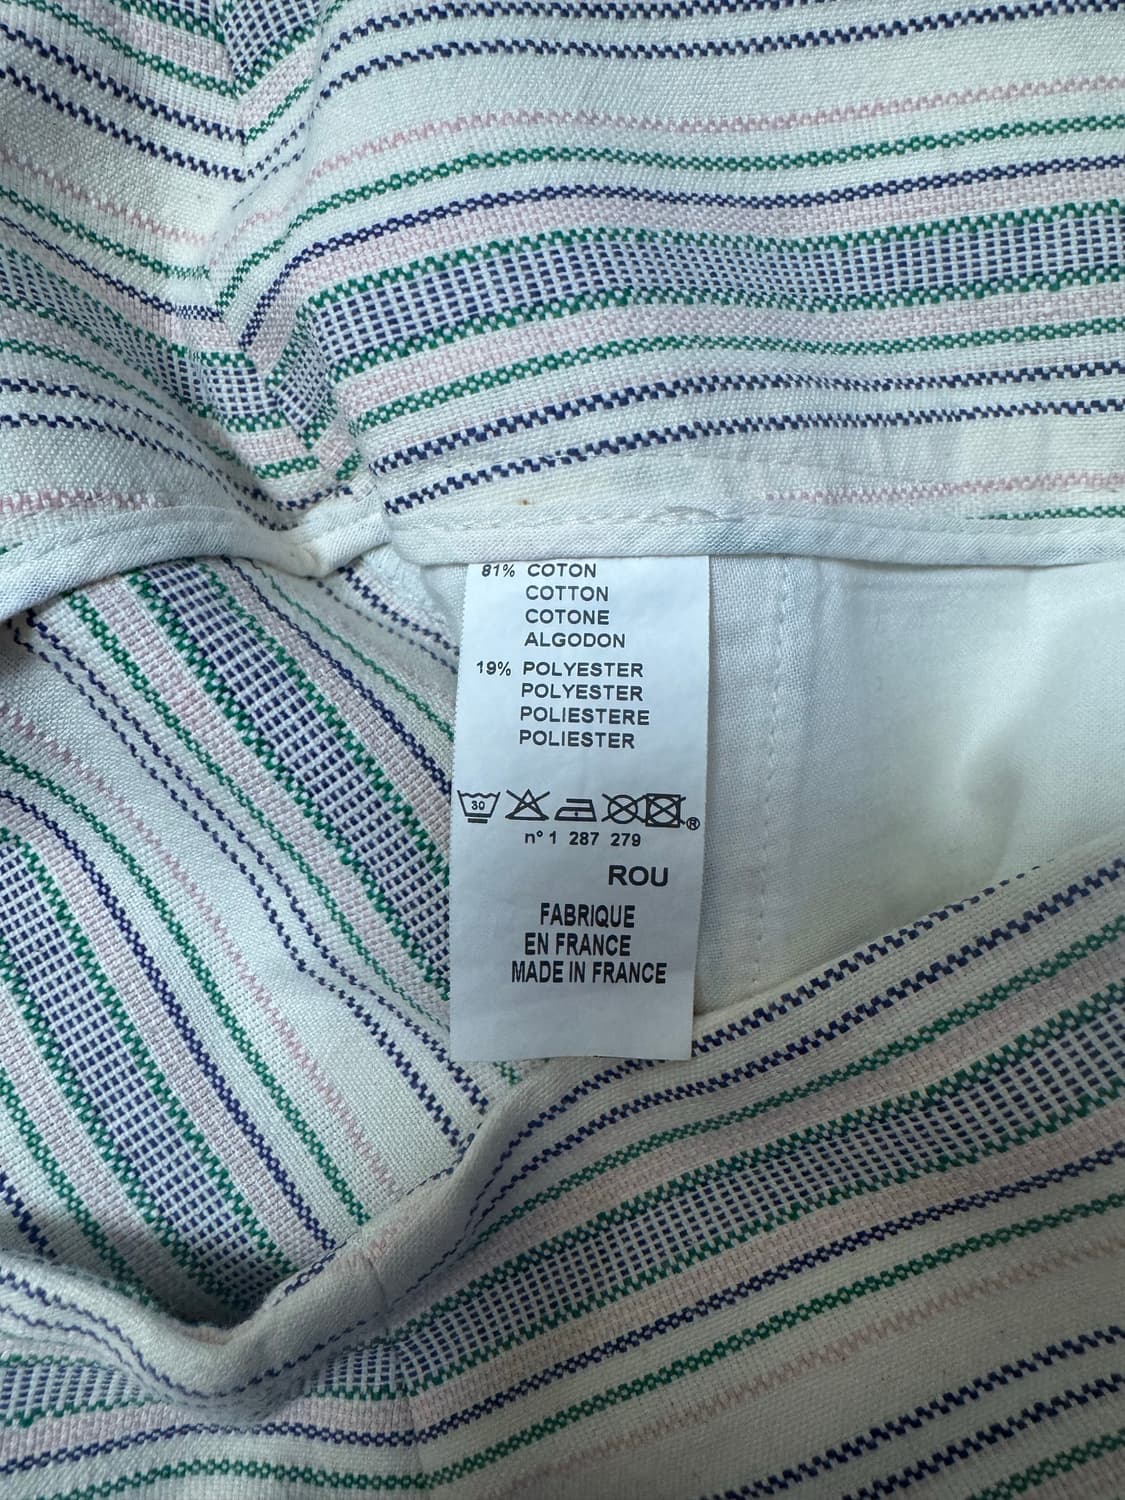 81% COTON
COTTON
COTONE
ALGODON
19% POLYESTER
POLYESTER
POLIESTERE
POLIESTER
30
®
n° 1 287 279
ROU
FABRIQUE
EN FRANCE
MADE IN FRANCE